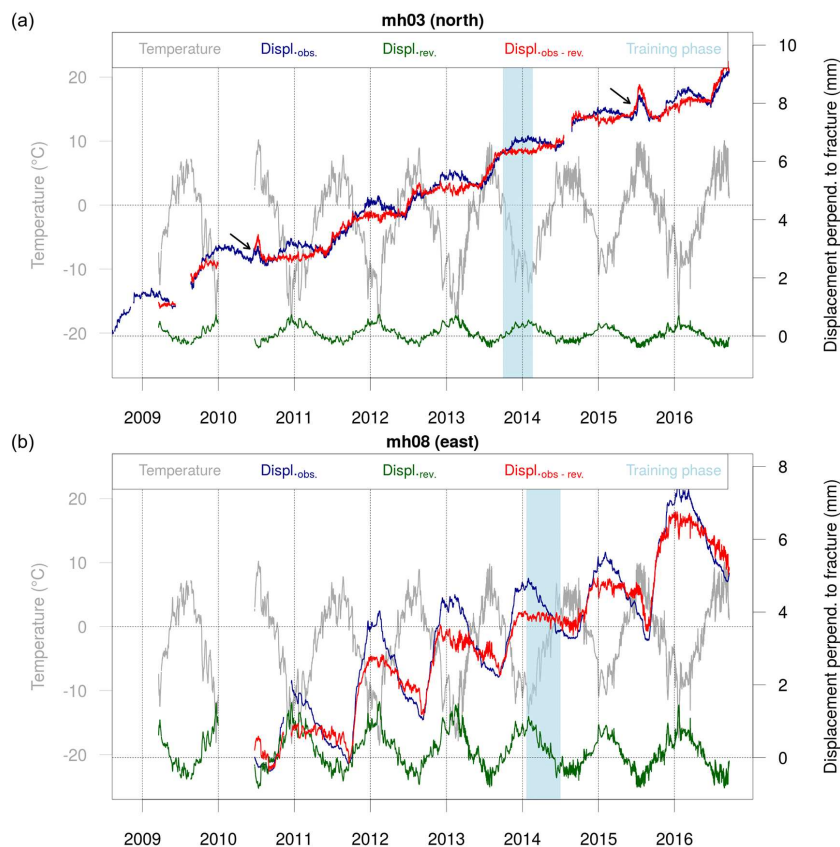 (a)
mh03 (north)
Temperature Displ.obs. Displ.rev. Displ.obs - rev. Training phase
Temperature (°C)
20
10
0
-10
-20
Displacement perpend. to fracture (mm)
10
8
6
4
2
0
2009 2010 2011 2012 2013 2014 2015 2016
(b)
mh08 (east)
Temperature Displ.obs. Displ.rev. Displ.obs - rev. Training phase
Temperature (°C)
20
10
0
-10
-20
Displacement perpend. to fracture (mm)
8
6
4
2
0
2009 2010 2011 2012 2013 2014 2015 2016